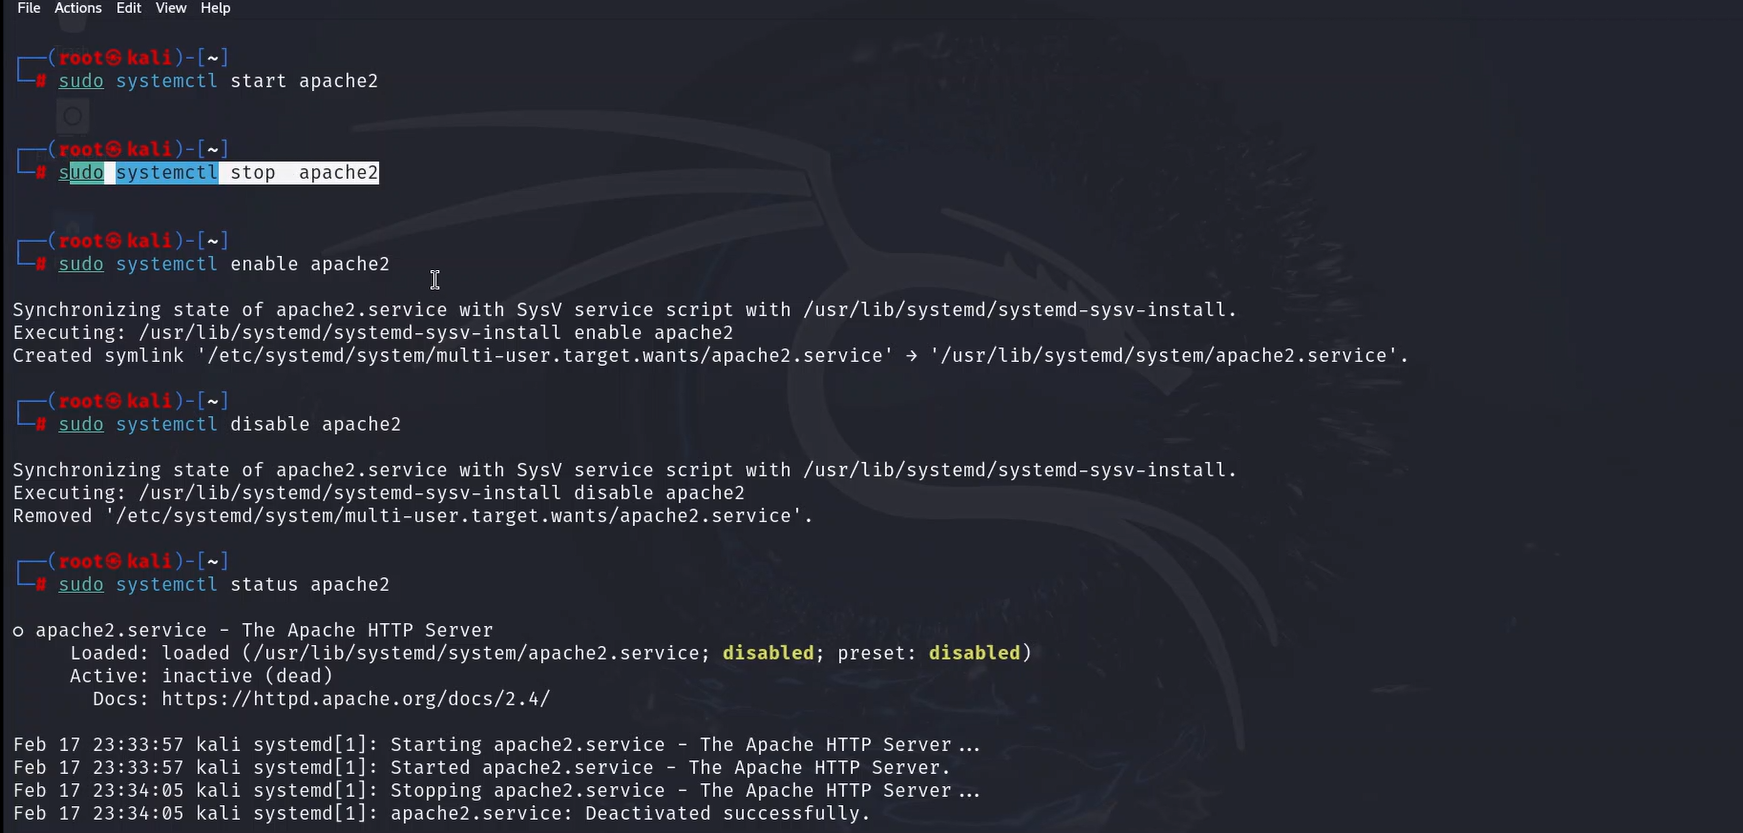 File Actions Edit View Help
┌──(root㉿kali)-[~]
└─# sudo systemctl start apache2
┌──(root㉿kali)-[~]
└─# sudo systemctl stop  apache2
┌──(root㉿kali)-[~]
└─# sudo systemctl enable apache2
Synchronizing state of apache2.service with SysV service script with /usr/lib/systemd/systemd-sysv-install.
Executing: /usr/lib/systemd/systemd-sysv-install enable apache2
Created symlink '/etc/systemd/system/multi-user.target.wants/apache2.service' → '/usr/lib/systemd/system/apache2.service'.
┌──(root㉿kali)-[~]
└─# sudo systemctl disable apache2
Synchronizing state of apache2.service with SysV service script with /usr/lib/systemd/systemd-sysv-install.
Executing: /usr/lib/systemd/systemd-sysv-install disable apache2
Removed '/etc/systemd/system/multi-user.target.wants/apache2.service'.
┌──(root㉿kali)-[~]
└─# sudo systemctl status apache2
○ apache2.service - The Apache HTTP Server
     Loaded: loaded (/usr/lib/systemd/system/apache2.service; disabled; preset: disabled)
     Active: inactive (dead)
       Docs: https://httpd.apache.org/docs/2.4/
Feb 17 23:33:57 kali systemd[1]: Starting apache2.service - The Apache HTTP Server...
Feb 17 23:33:57 kali systemd[1]: Started apache2.service - The Apache HTTP Server.
Feb 17 23:34:05 kali systemd[1]: Stopping apache2.service - The Apache HTTP Server...
Feb 17 23:34:05 kali systemd[1]: apache2.service: Deactivated successfully.